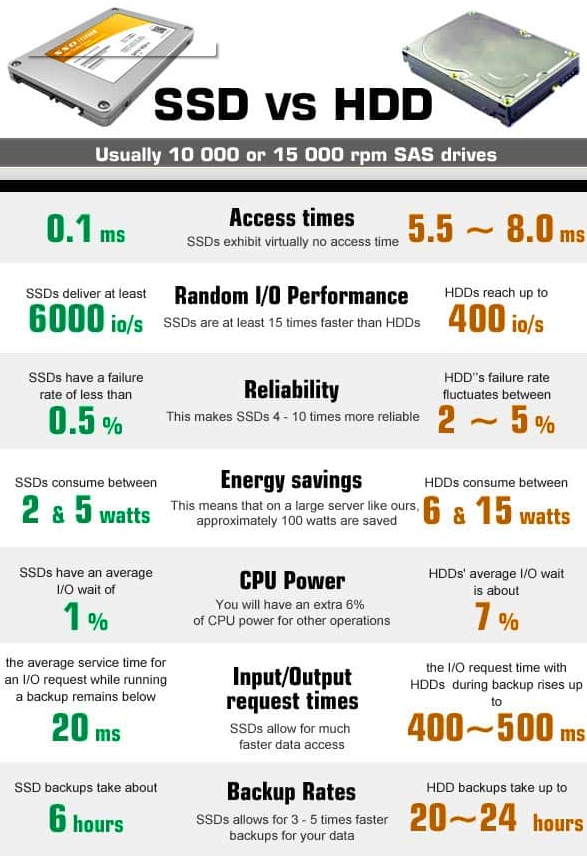 SSD
SSD vs HDD
Usually 10 000 or 15 000 rpm SAS drives
0.1 ms
Access times
SSDs exhibit virtually no access time
5.5 ~ 8.0 ms
SSDs deliver at least
6000 io/s
Random I/O Performance
SSDs are at least 15 times faster than HDDs
HDDs reach up to
400 io/s
SSDs have a failure
rate of less than
0.5 %
Reliability
This makes SSDs 4 - 10 times more reliable
HDD"s failure rate
fluctuates between
2 ~ 5 %
SSDs consume between
2 & 5 watts
Energy savings
This means that on a large server like ours,
approximately 100 watts are saved
HDDs consume between
6 & 15 watts
SSDs have an average
I/O wait of
1 %
CPU Power
You will have an extra 6%
of CPU power for other operations
HDDs' average I/O wait
is about
7 %
the average service time for
an I/O request while running
a backup remains below
20 ms
Input/Output
request times
SSDs allow for much
faster data access
the I/O request time with
HDDs during backup rises up
to
400~500 ms
SSD backups take about
6 hours
Backup Rates
SSDs allows for 3 - 5 times faster
backups for your data
HDD backups take up to
20~24 hours